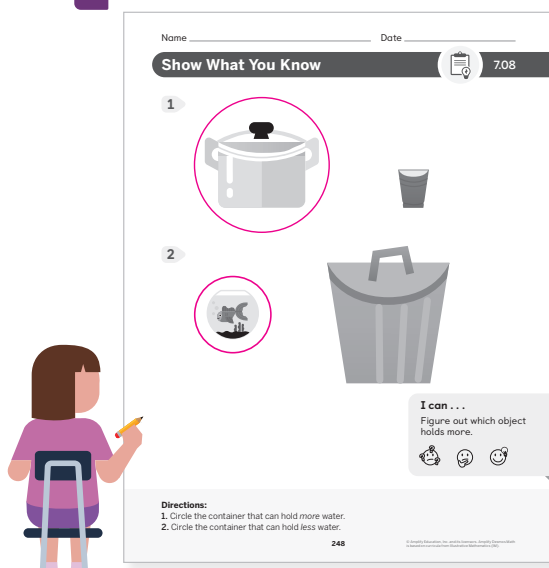 Name
Date
Show What You Know
7.08
1
2
I can . . .
Figure out which object
holds more.
Directions:
1. Circle the container that can hold more water.
2. Circle the container that can hold less water.
248